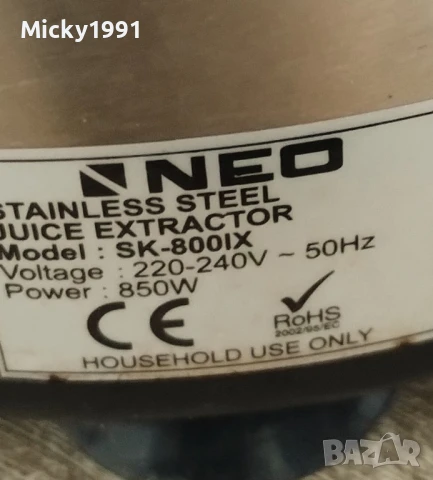 Micky1991
NEO
STAINLESS STEEL
JUICE EXTRACTOR
Model : SK-800IX
Voltage : 220-240V ~ 50Hz
Power : 850W
CE
RoHS
2002/95/EC
HOUSEHOLD USE ONLY
BAZAR